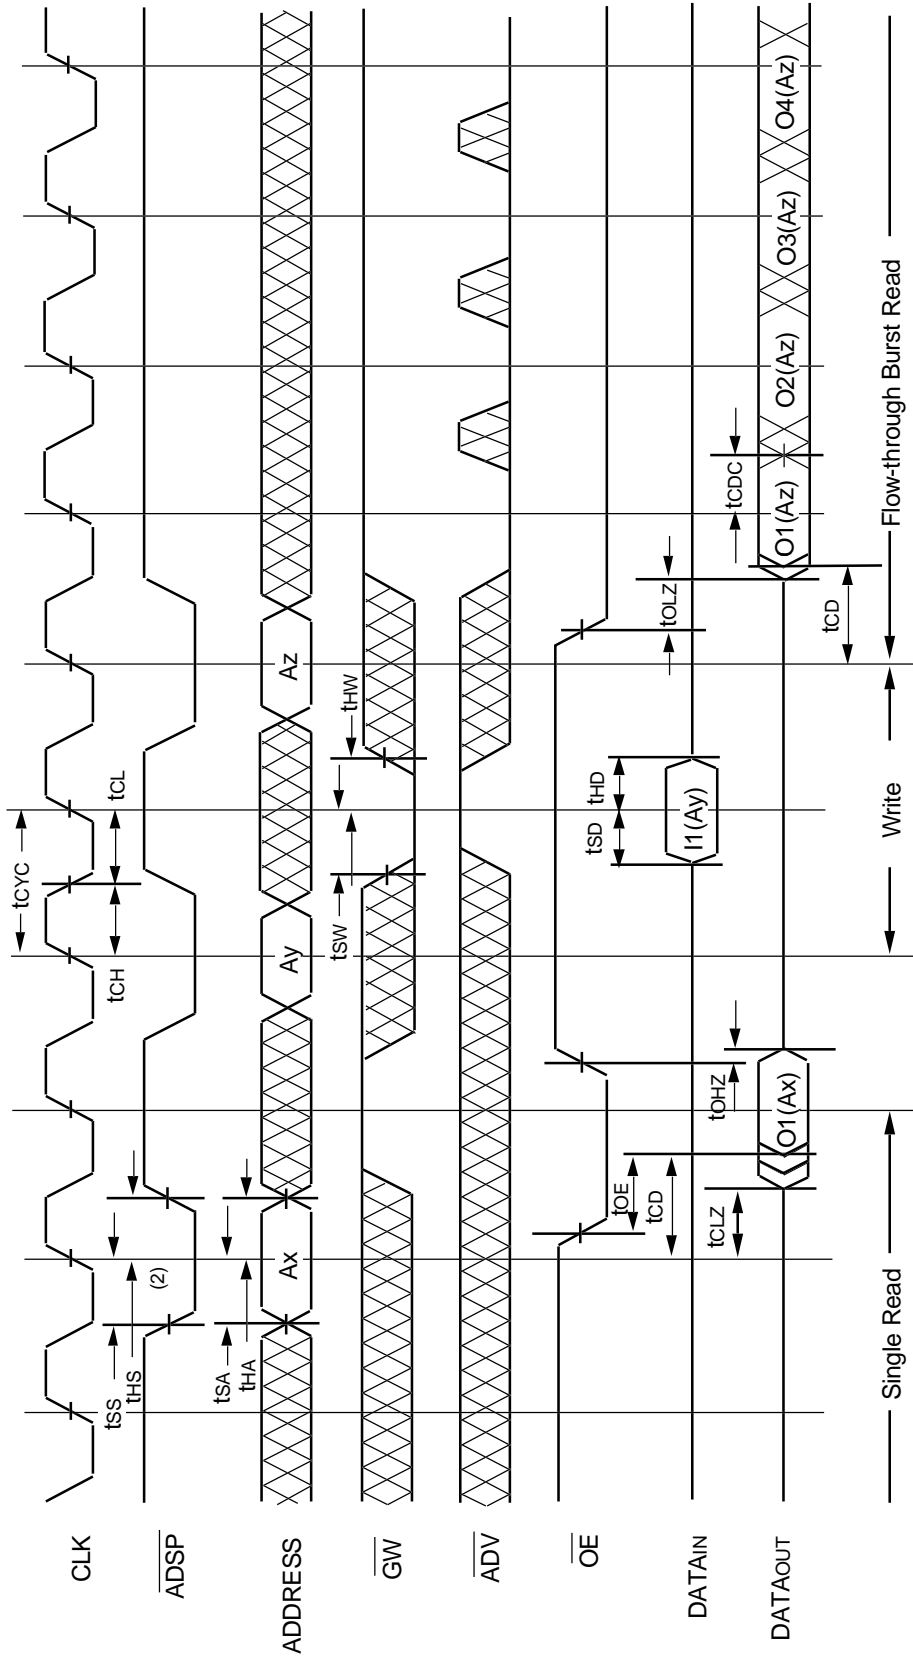 CLK
tCYC
tCH
tCL
tSS
tHS
(2)
ADSP
tSA
tHA
ADDRESS
Ax
Ay
Az
tSW
tHW
GW
ADV
OE
tOE
tCD
tOHZ
tOLZ
tSD
tHD
DATAIN
I1(Ay)
tCLZ
tCDC
tCD
DATAOUT
O1(Ax)
O1(Az)
O2(Az)
O3(Az)
O4(Az)
Single Read
Write
Flow-through Burst Read